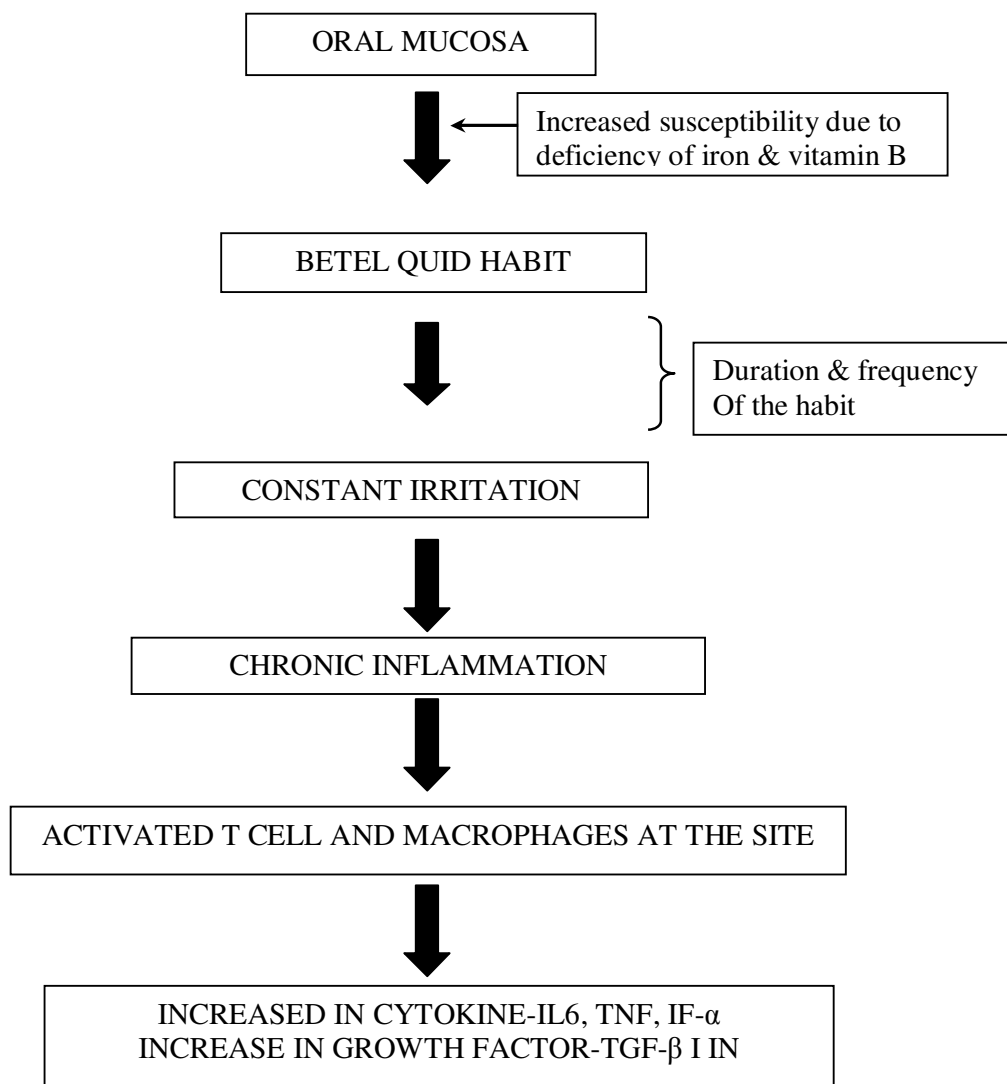 ORAL MUCOSA
Increased susceptibility due to
deficiency of iron & vitamin B
BETEL QUID HABIT
Duration & frequency
Of the habit
CONSTANT IRRITATION
CHRONIC INFLAMMATION
ACTIVATED T CELL AND MACROPHAGES AT THE SITE
INCREASED IN CYTOKINE-IL6, TNF, IF-α
INCREASE IN GROWTH FACTOR-TGF-β I IN